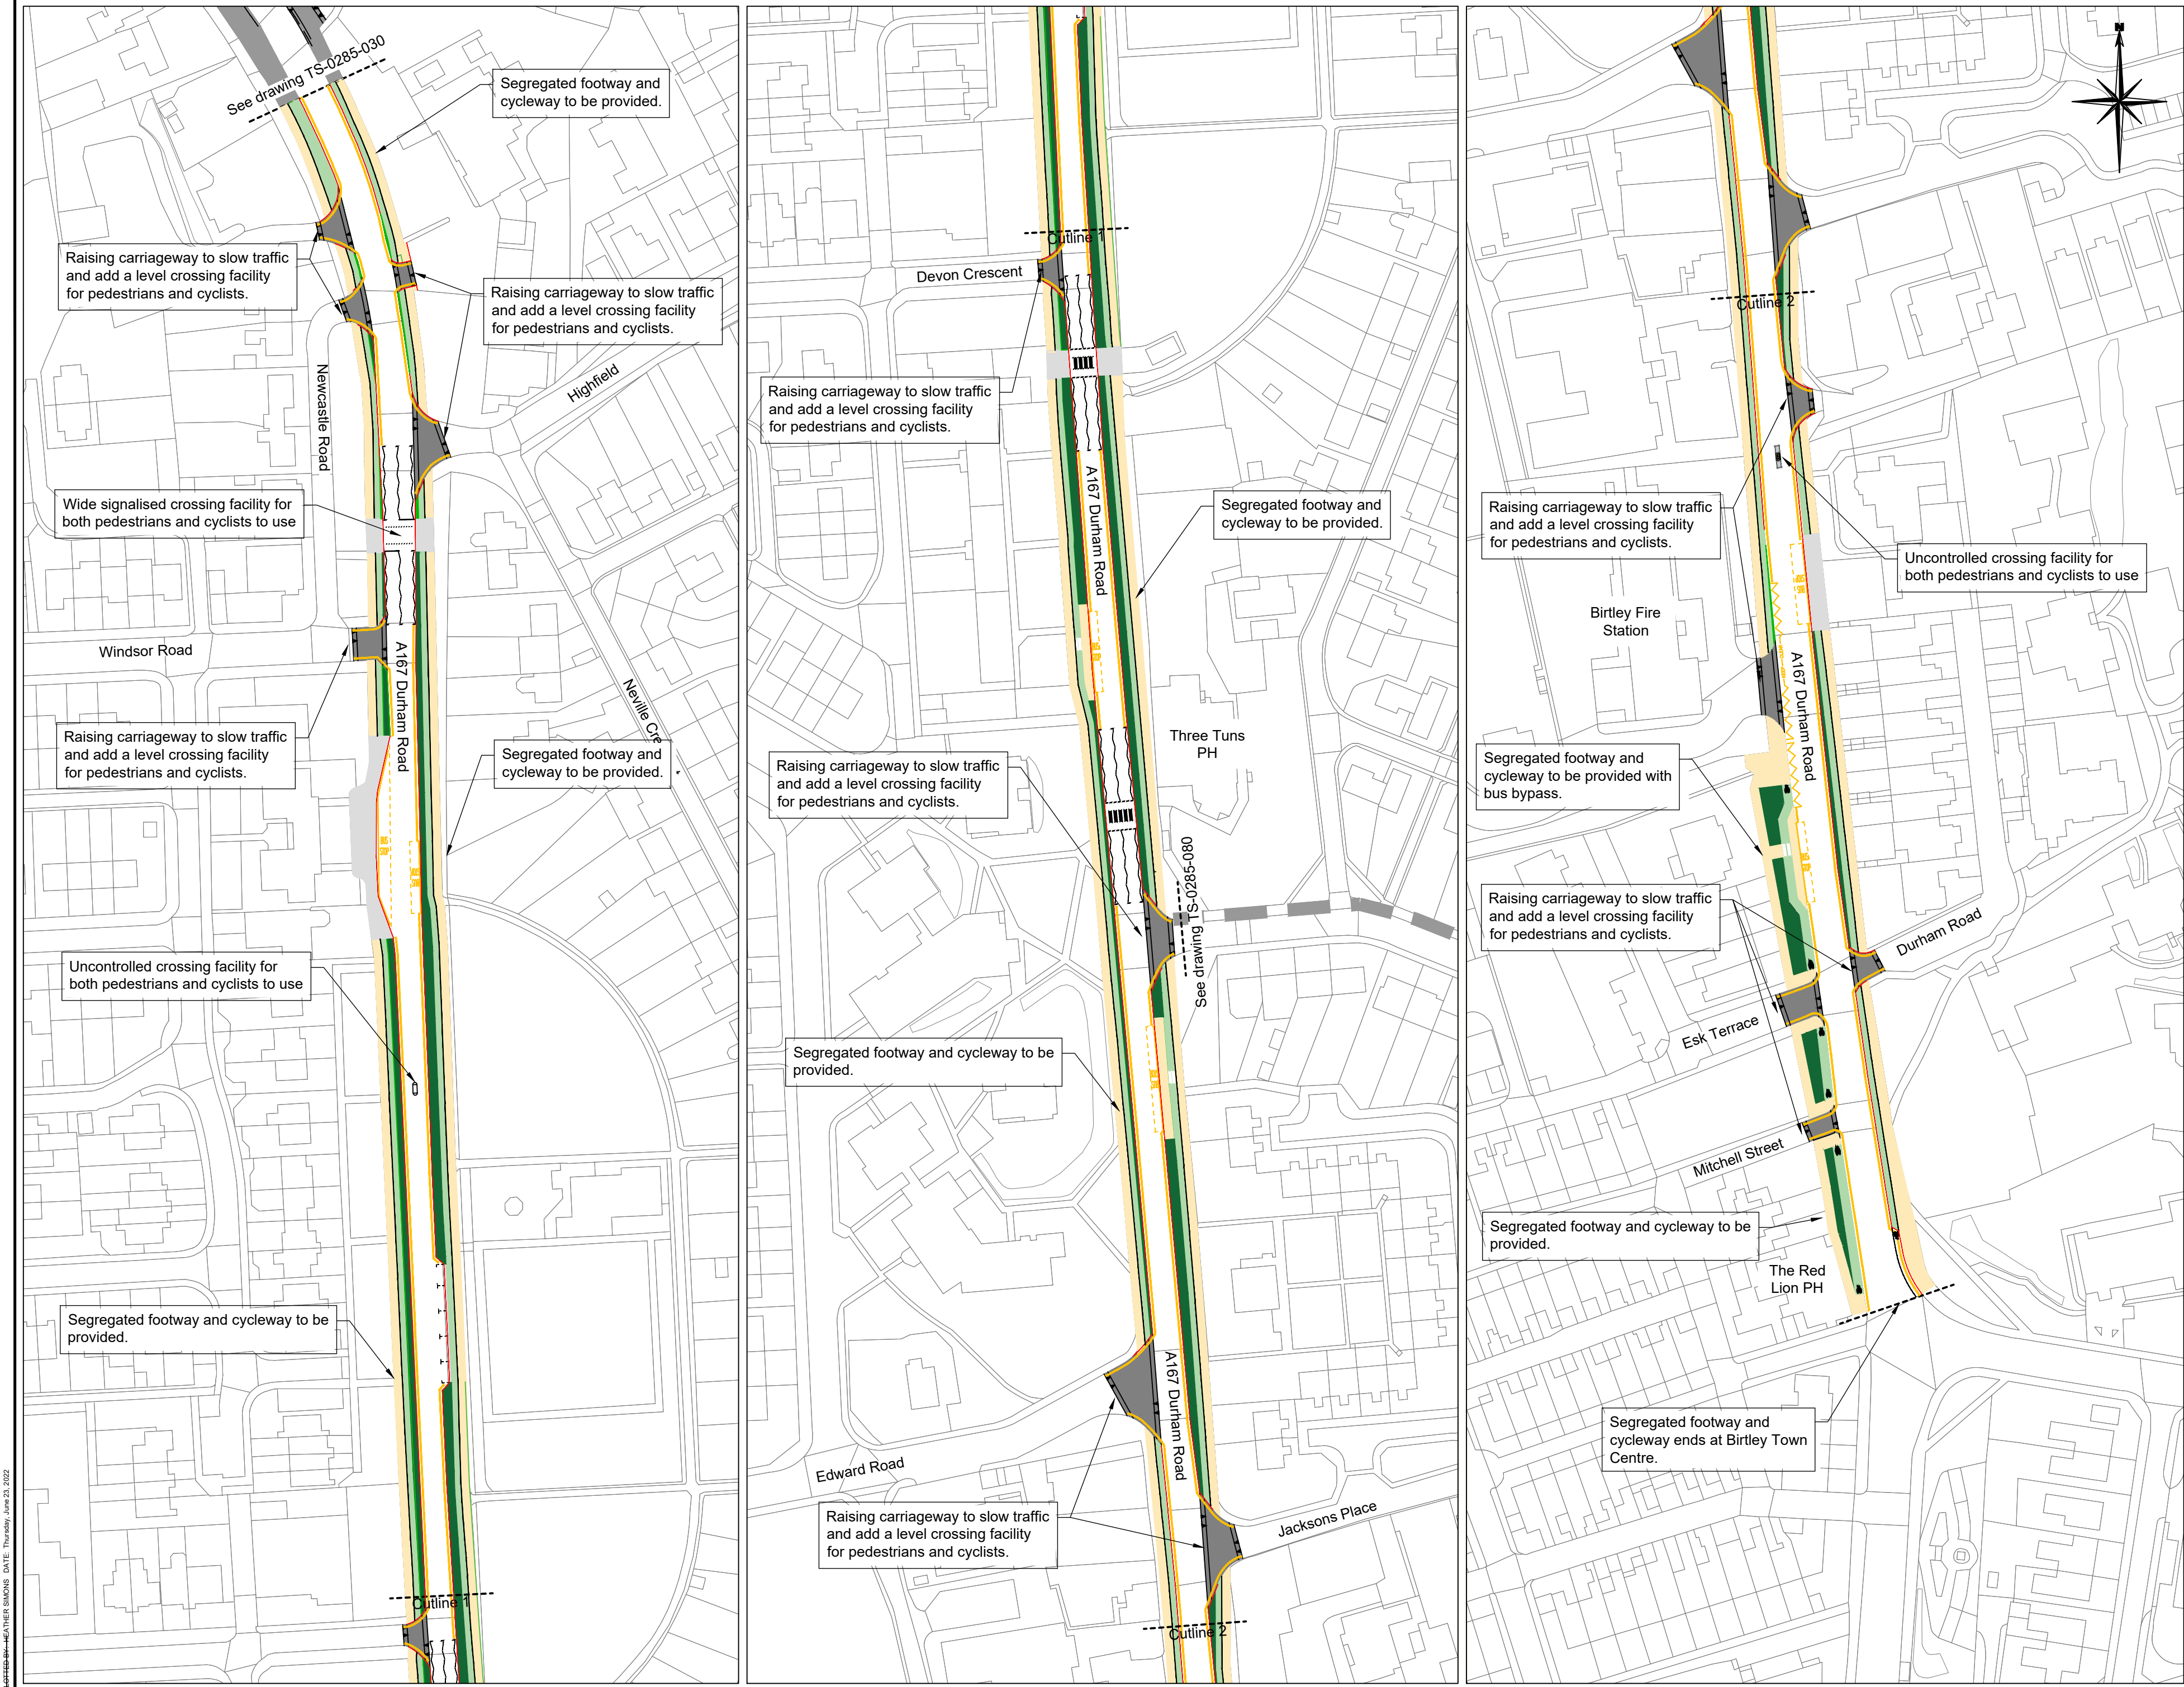 See drawing TS-0285-030
Segregated footway and
cycleway to be provided.
Raising carriageway to slow traffic
and add a level crossing facility
for pedestrians and cyclists.
Raising carriageway to slow traffic
and add a level crossing facility
for pedestrians and cyclists.
Newcastle Road
Highfield
Wide signalised crossing facility for
both pedestrians and cyclists to use
Windsor Road
A167 Durham Road
Neville Cre
Raising carriageway to slow traffic
and add a level crossing facility
for pedestrians and cyclists.
Segregated footway and
cycleway to be provided.
Uncontrolled crossing facility for
both pedestrians and cyclists to use
Segregated footway and cycleway to be
provided.
Cutline 1
LOTTED BY: HEATHER SIMMONS DATE: Thursday, June 23, 2022
Cutline 1
Devon Crescent
Raising carriageway to slow traffic
and add a level crossing facility
for pedestrians and cyclists.
A167 Durham Road
Segregated footway and
cycleway to be provided.
Three Tuns
PH
Raising carriageway to slow traffic
and add a level crossing facility
for pedestrians and cyclists.
See drawing TS-0285-080
Segregated footway and cycleway to be
provided.
A167 Durham Road
Edward Road
Jacksons Place
Raising carriageway to slow traffic
and add a level crossing facility
for pedestrians and cyclists.
Cutline 2
N
Cutline 2
Raising carriageway to slow traffic
and add a level crossing facility
for pedestrians and cyclists.
Uncontrolled crossing facility for
both pedestrians and cyclists to use
Birtley Fire
Station
A167 Durham Road
Segregated footway and
cycleway to be provided with
bus bypass.
Raising carriageway to slow traffic
and add a level crossing facility
for pedestrians and cyclists.
Durham Road
Esk Terrace
Mitchell Street
Segregated footway and cycleway to be
provided.
The Red
Lion PH
Segregated footway and
cycleway ends at Birtley Town
Centre.